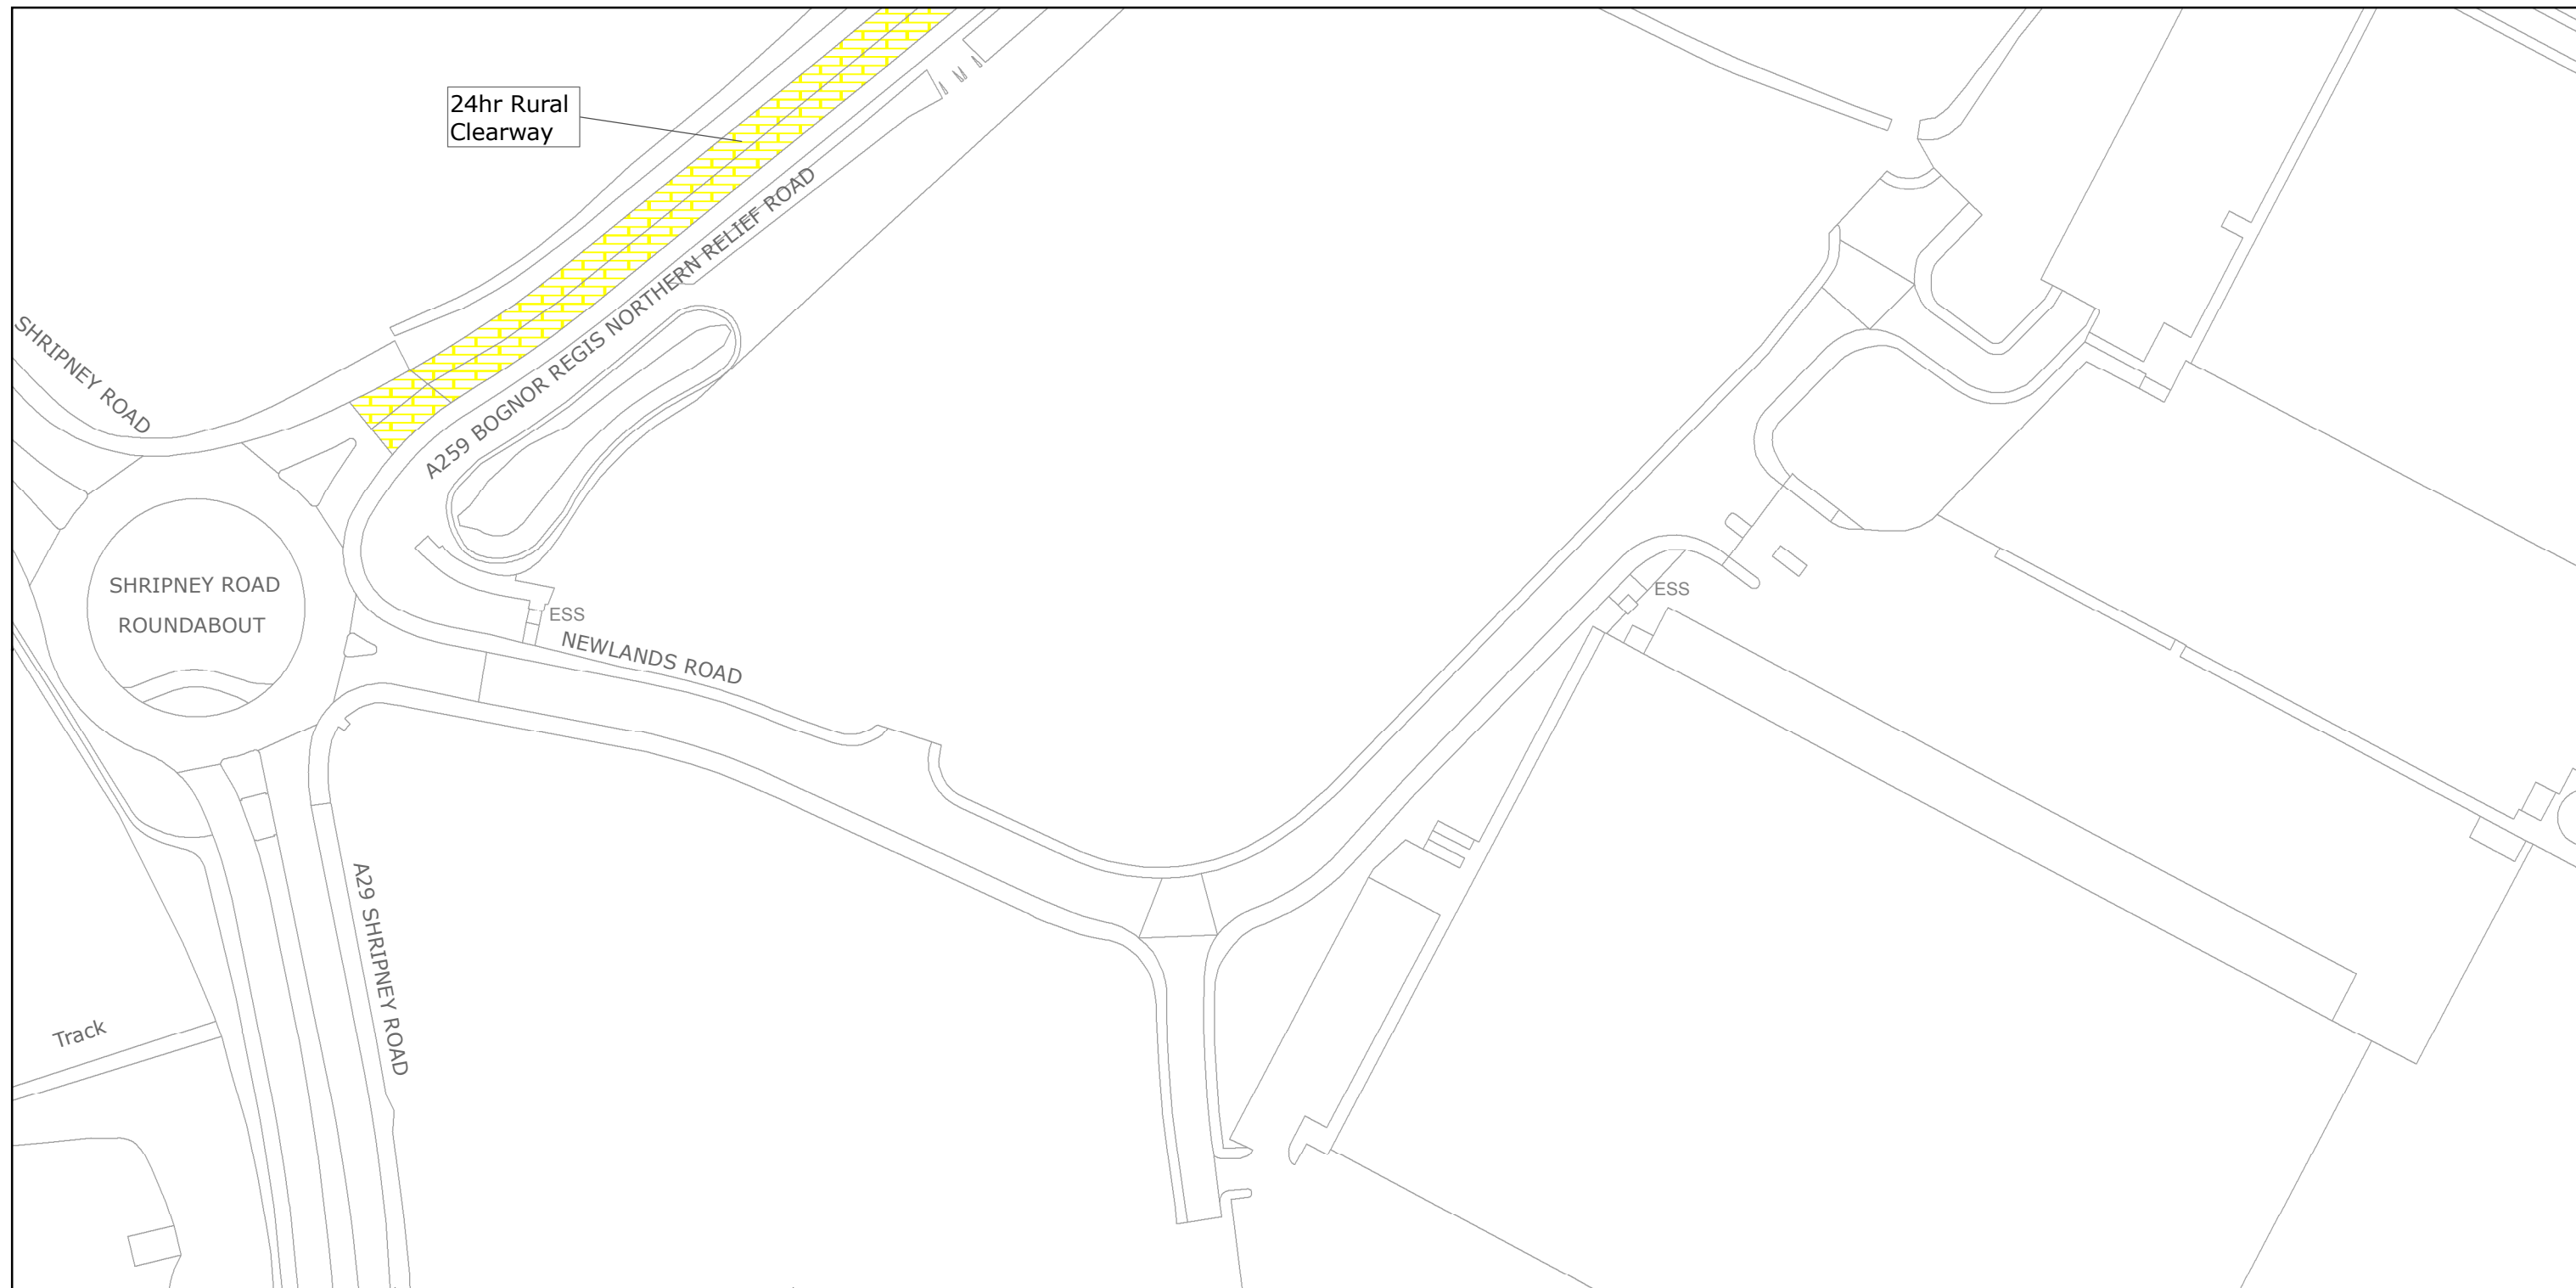 24hr Rural
Clearway
A259 BOGNOR REGIS NORTHERN RELIEF ROAD
SHRIPNEY ROAD
SHRIPNEY ROAD
ROUNDABOUT
ESS
ESS
NEWLANDS ROAD
A29 SHRIPNEY ROAD
Track